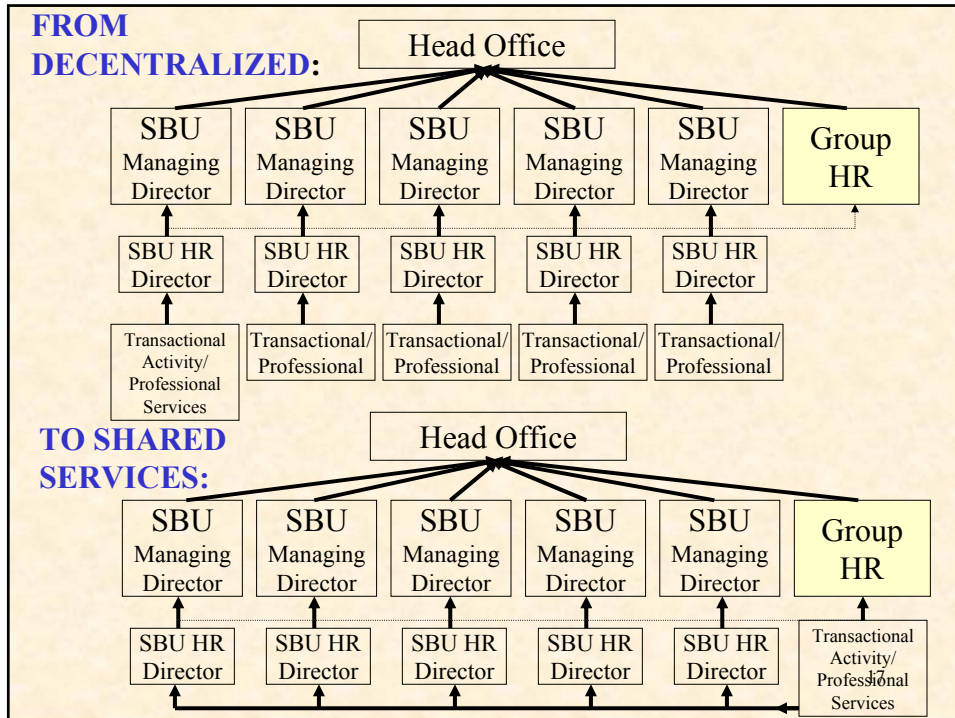 FROM
DECENTRALIZED:
Head Office
SBU
Managing
Director
SBU
Managing
Director
SBU
Managing
Director
SBU
Managing
Director
SBU
Managing
Director
Group
HR
SBU HR
Director
SBU HR
Director
SBU HR
Director
SBU HR
Director
SBU HR
Director
Transactional
Activity/
Professional
Services
Transactional/
Professional
Transactional/
Professional
Transactional/
Professional
Transactional/
Professional
TO SHARED
SERVICES:
Head Office
SBU
Managing
Director
SBU
Managing
Director
SBU
Managing
Director
SBU
Managing
Director
SBU
Managing
Director
Group
HR
SBU HR
Director
SBU HR
Director
SBU HR
Director
SBU HR
Director
SBU HR
Director
Transactional
Activity/
Professional
Services
17